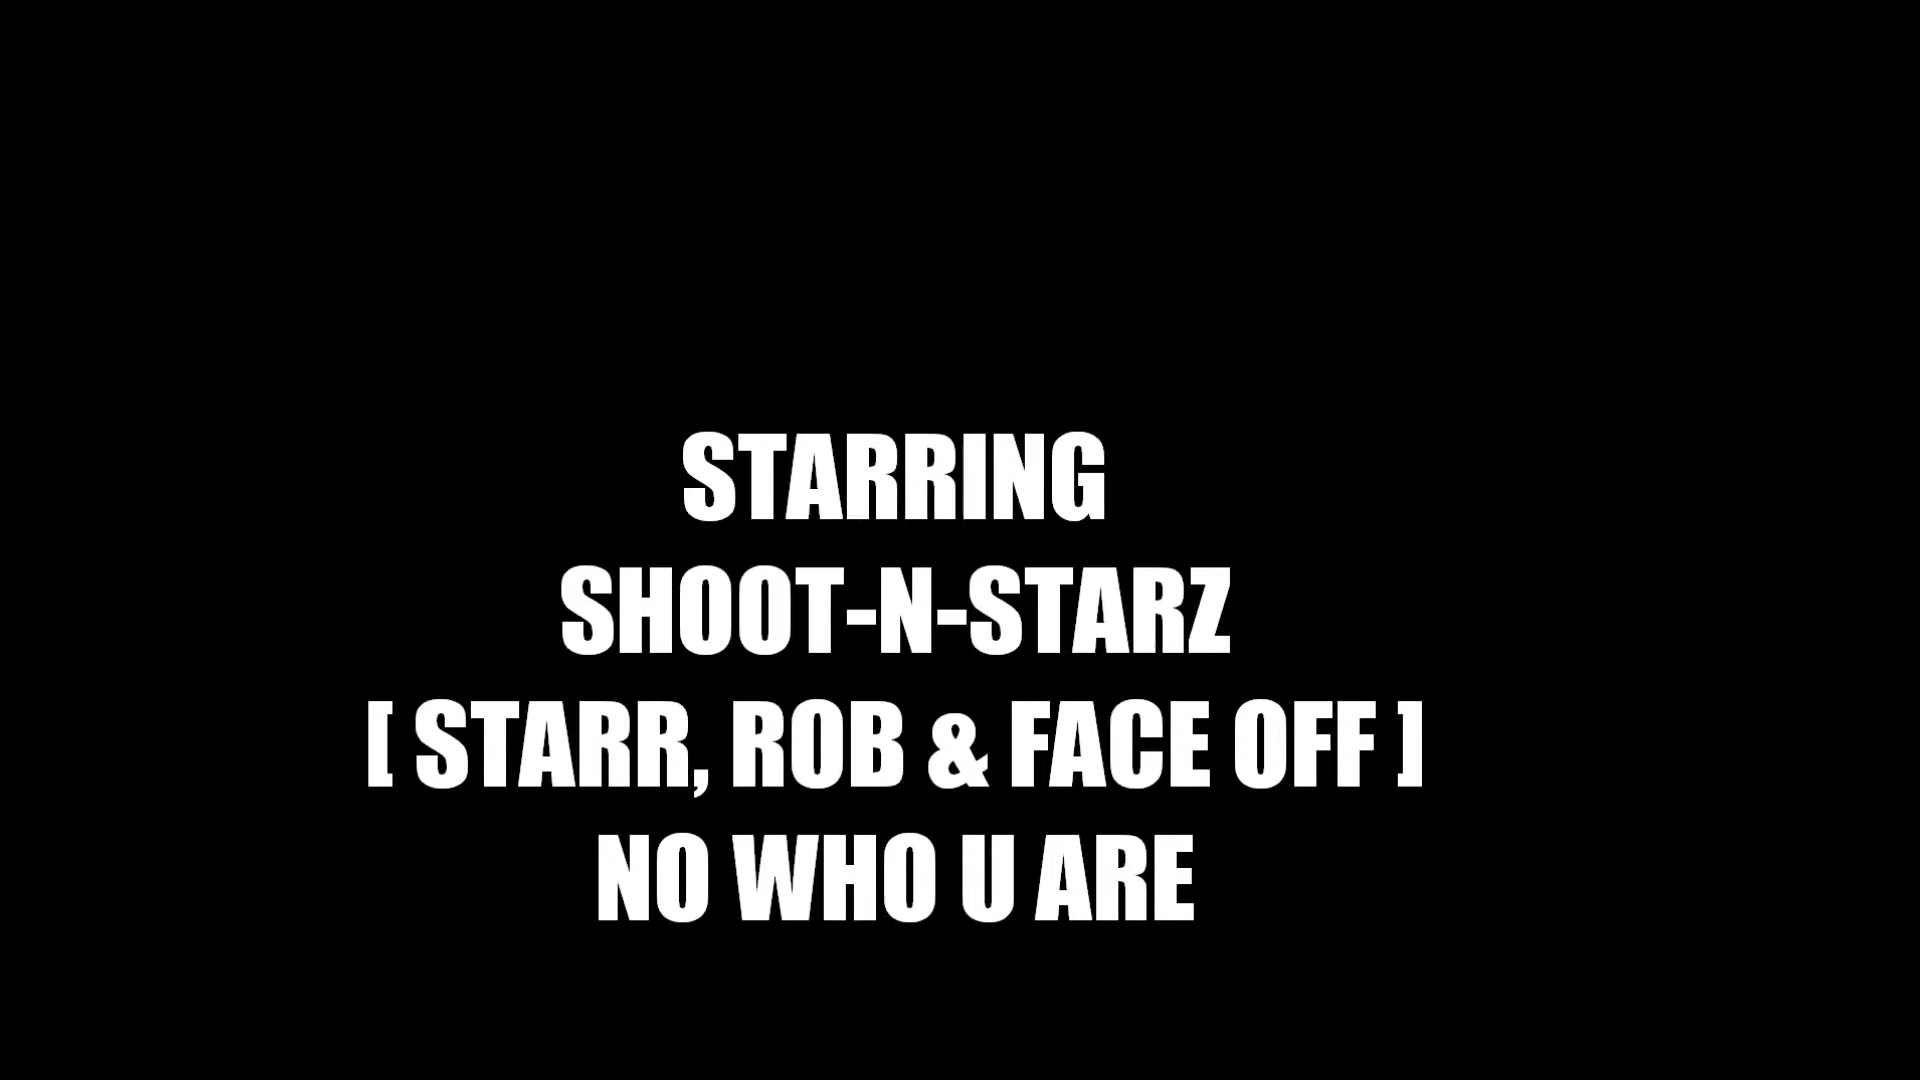 STARRING
SHOOT-N-STARZ
[ STARR, ROB & FACE OFF ]
NO WHO U ARE